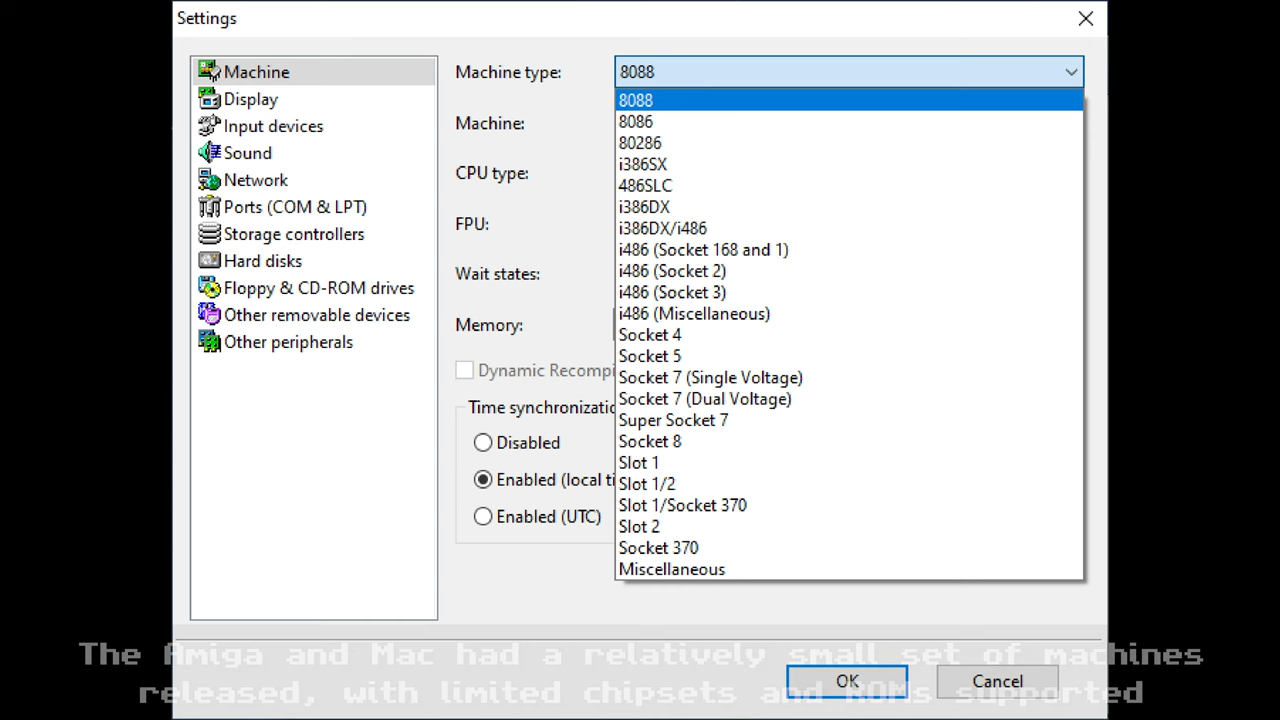 Settings
Machine
Display
Input devices
Sound
Network
Ports (COM & LPT)
Storage controllers
Hard disks
Floppy & CD-ROM drives
Other removable devices
Other peripherals
Machine type:
8088
Machine:
CPU type:
FPU:
Wait states:
Memory:
Dynamic Recompi
Time synchronizatio
Disabled
Enabled (local ti
Enabled (UTC)
8088
8086
80286
i386SX
486SLC
i386DX
i386DX/i486
i486 (Socket 168 and 1)
i486 (Socket 2)
i486 (Socket 3)
i486 (Miscellaneous)
Socket 4
Socket 5
Socket 7 (Single Voltage)
Socket 7 (Dual Voltage)
Super Socket 7
Socket 8
Slot 1
Slot 1/2
Slot 1/Socket 370
Slot 2
Socket 370
Miscellaneous
OK
Cancel
The Amiga and Mac had a relatively small set of machines
released, with limited chipsets and ROMs supported